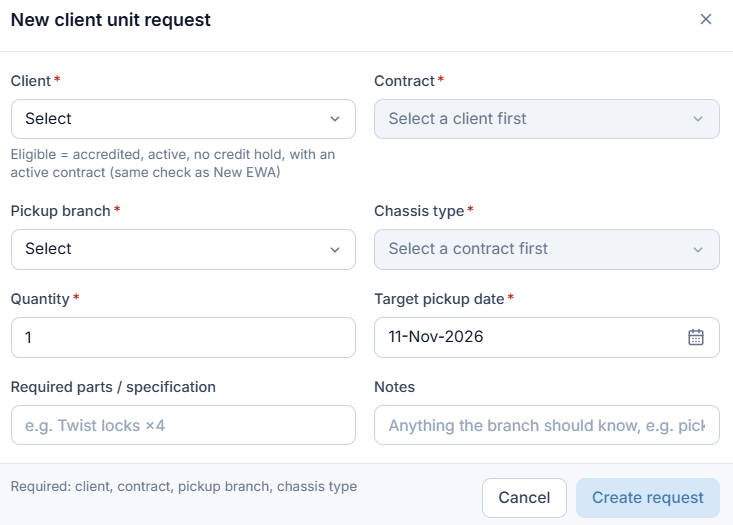 New client unit request
Client *
Contract *
Select
Select a client first
Eligible = accredited, active, no credit hold, with an
active contract (same check as New EWA)
Pickup branch *
Chassis type *
Select
Select a contract first
Quantity *
Target pickup date *
1
11-Nov-2026
Required parts / specification
Notes
e.g. Twist locks ×4
Anything the branch should know, e.g. pick
Required: client, contract, pickup branch, chassis type
Cancel
Create request